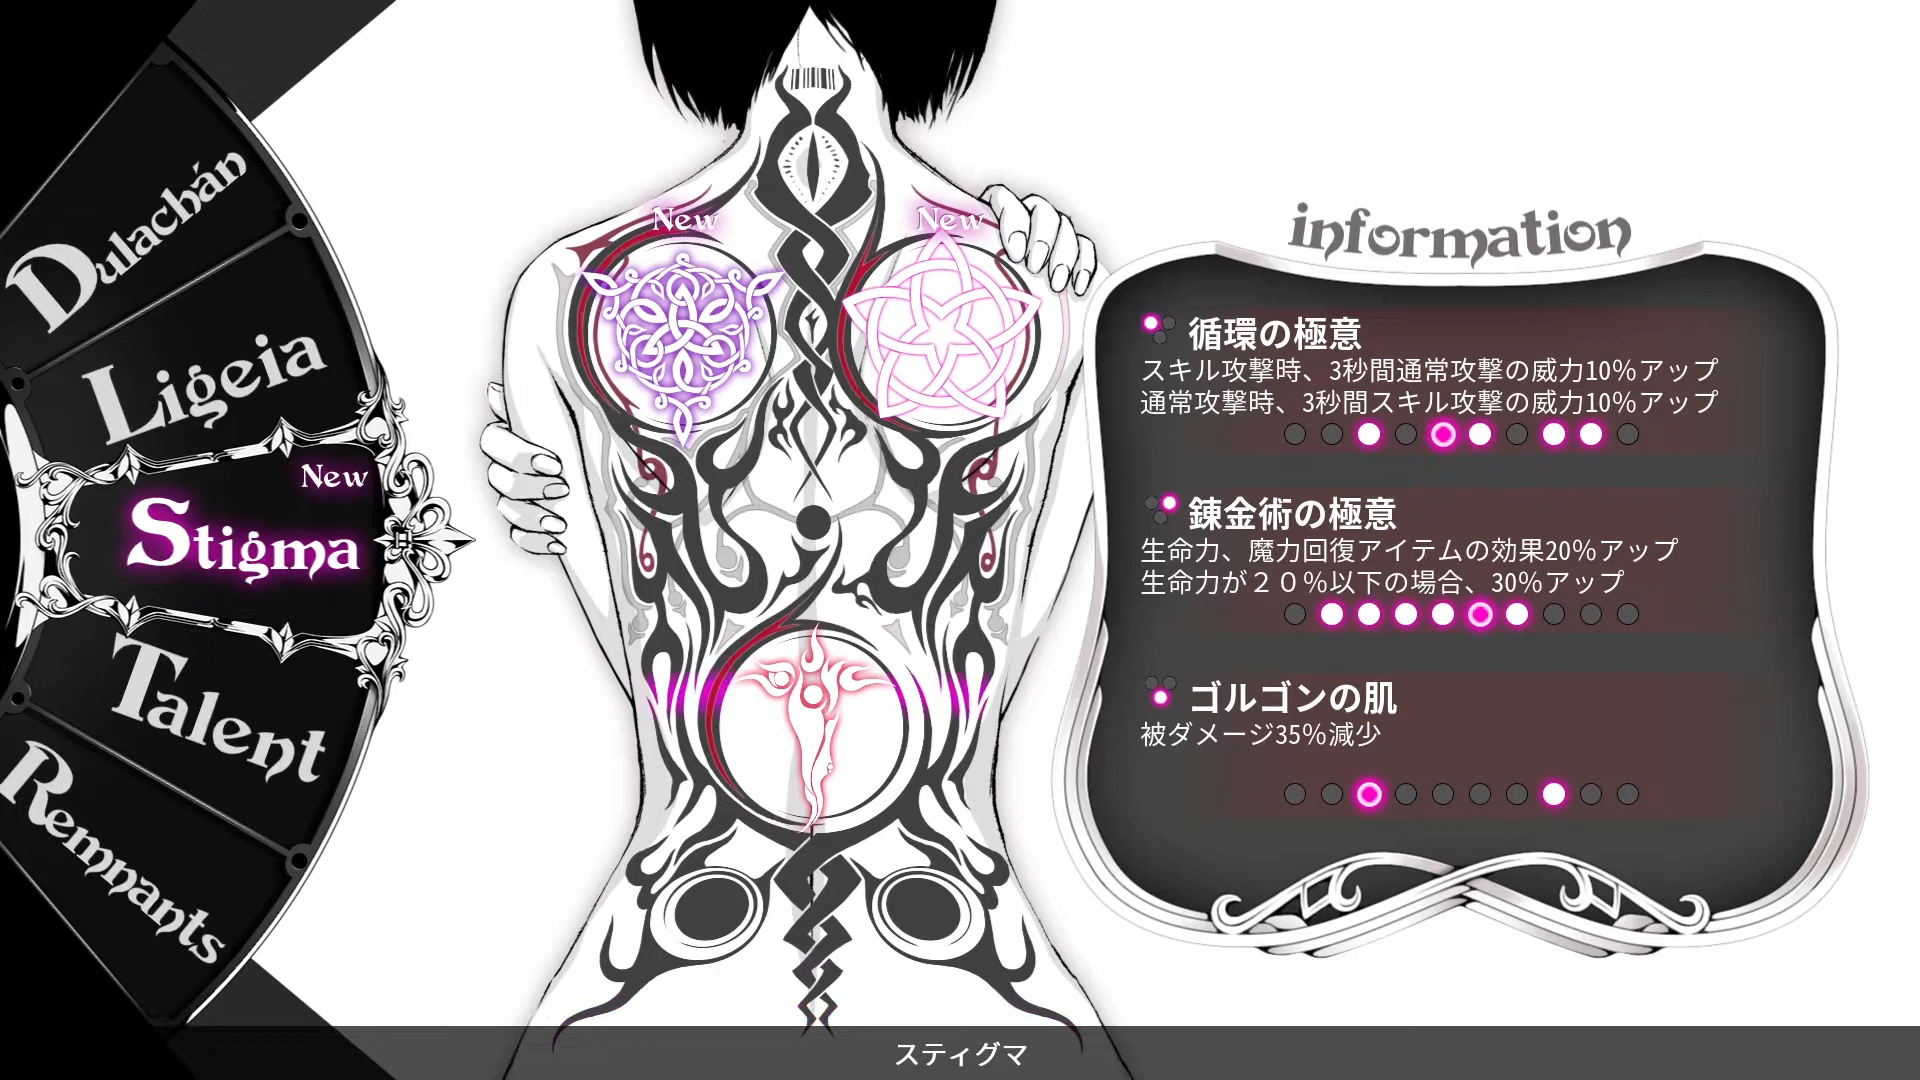 Dulachán
Ligeia
New
Stigma
Talent
Remnants
New
New
information
循環の極意
スキル攻撃時、3秒間通常攻撃の威力10%アップ
通常攻撃時、3秒間スキル攻撃の威力10%アップ
錬金術の極意
生命力、魔力回復アイテムの効果20%アップ
生命力が２０%以下の場合、30%アップ
ゴルゴンの肌
被ダメージ35%減少
スティグマ